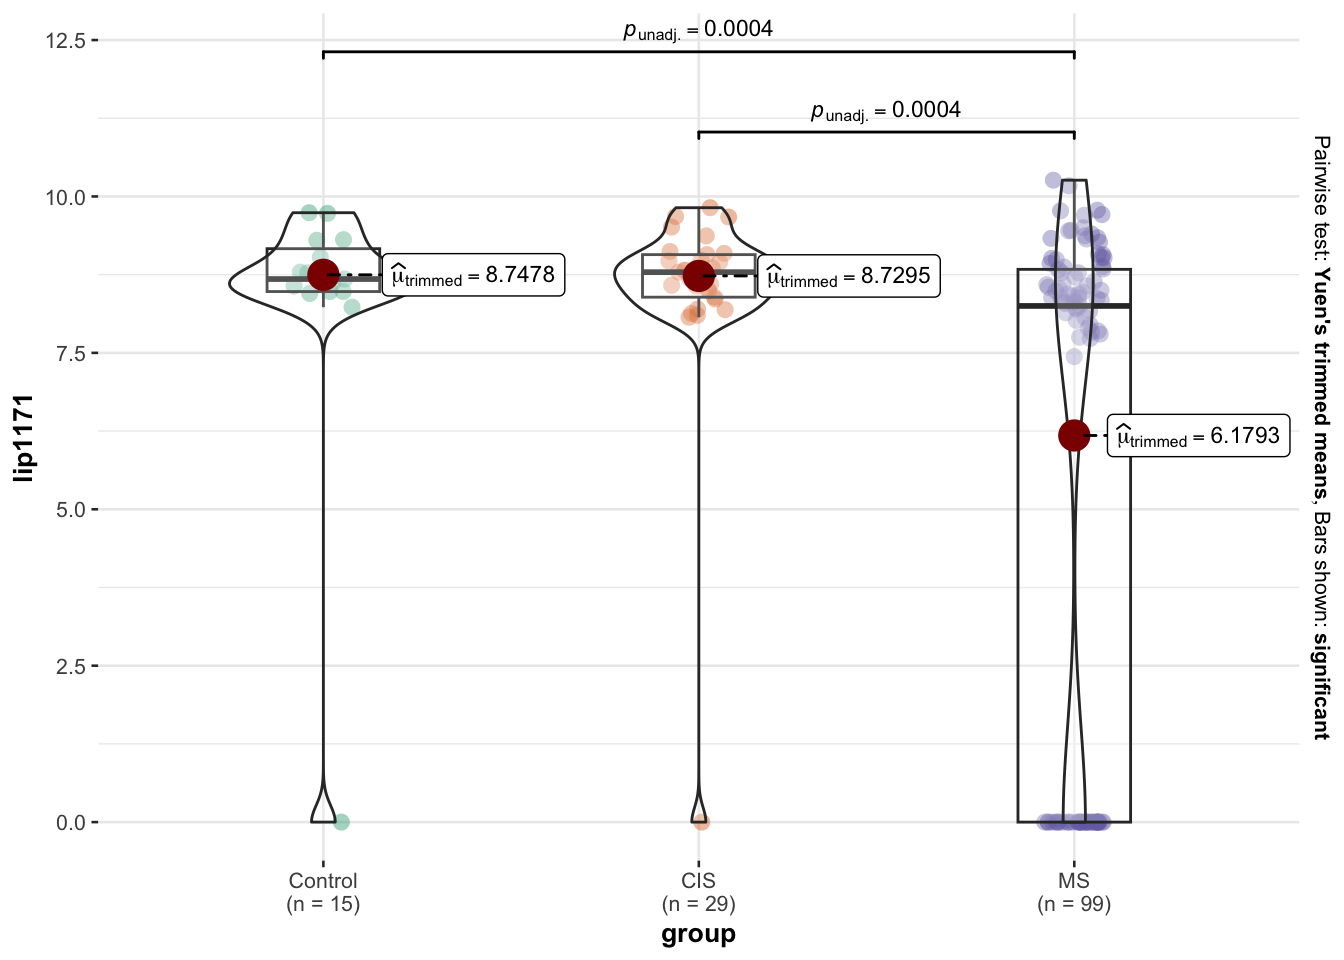 p unadj. = 0.0004
p unadj. = 0.0004
12.5
10.0
7.5
5.0
2.5
0.0
lip1171
μ̂ trimmed = 8.7478
μ̂ trimmed = 8.7295
μ̂ trimmed = 6.1793
Control
(n = 15)
CIS
(n = 29)
MS
(n = 99)
group
Pairwise test: Yuen's trimmed means, Bars shown: significant